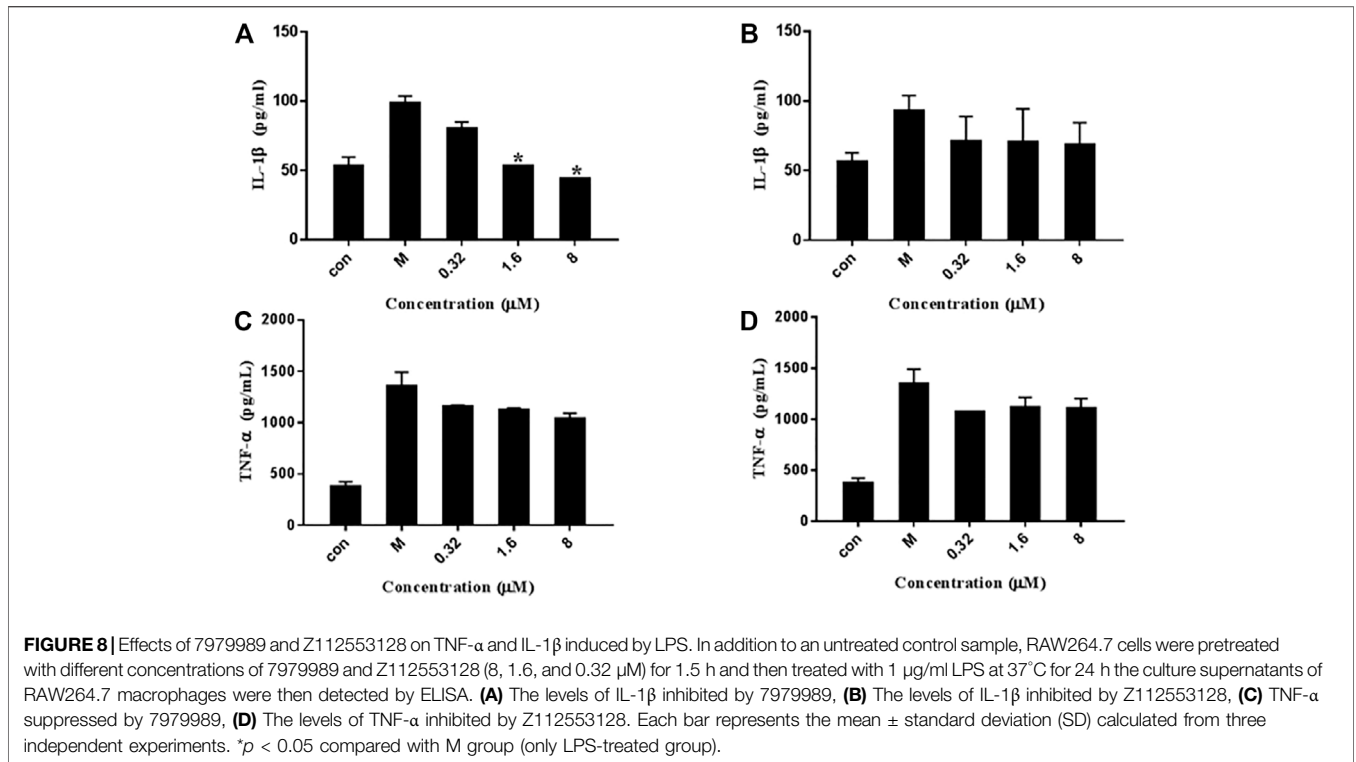 A
150
100
50
0
IL-1β (pg/ml)
*
*
con
M
0.32
1.6
8
Concentration (μM)
B
150
100
50
0
IL-1β (pg/ml)
con
M
0.32
1.6
8
Concentration (μM)
C
2000
1500
1000
500
0
TNF-α (pg/mL)
con
M
0.32
1.6
8
Concentration (μM)
D
2000
1500
1000
500
0
TNF-α (pg/mL)
con
M
0.32
1.6
8
Concentration (μM)
FIGURE 8 | Effects of 7979989 and Z112553128 on TNF-α and IL-1β induced by LPS. In addition to an untreated control sample, RAW264.7 cells were pretreated
with different concentrations of 7979989 and Z112553128 (8, 1.6, and 0.32 μM) for 1.5 h and then treated with 1 μg/ml LPS at 37°C for 24 h the culture supernatants of
RAW264.7 macrophages were then detected by ELISA. (A) The levels of IL-1β inhibited by 7979989, (B) The levels of IL-1β inhibited by Z112553128, (C) TNF-α
suppressed by 7979989, (D) The levels of TNF-α inhibited by Z112553128. Each bar represents the mean ± standard deviation (SD) calculated from three
independent experiments. *p < 0.05 compared with M group (only LPS-treated group).